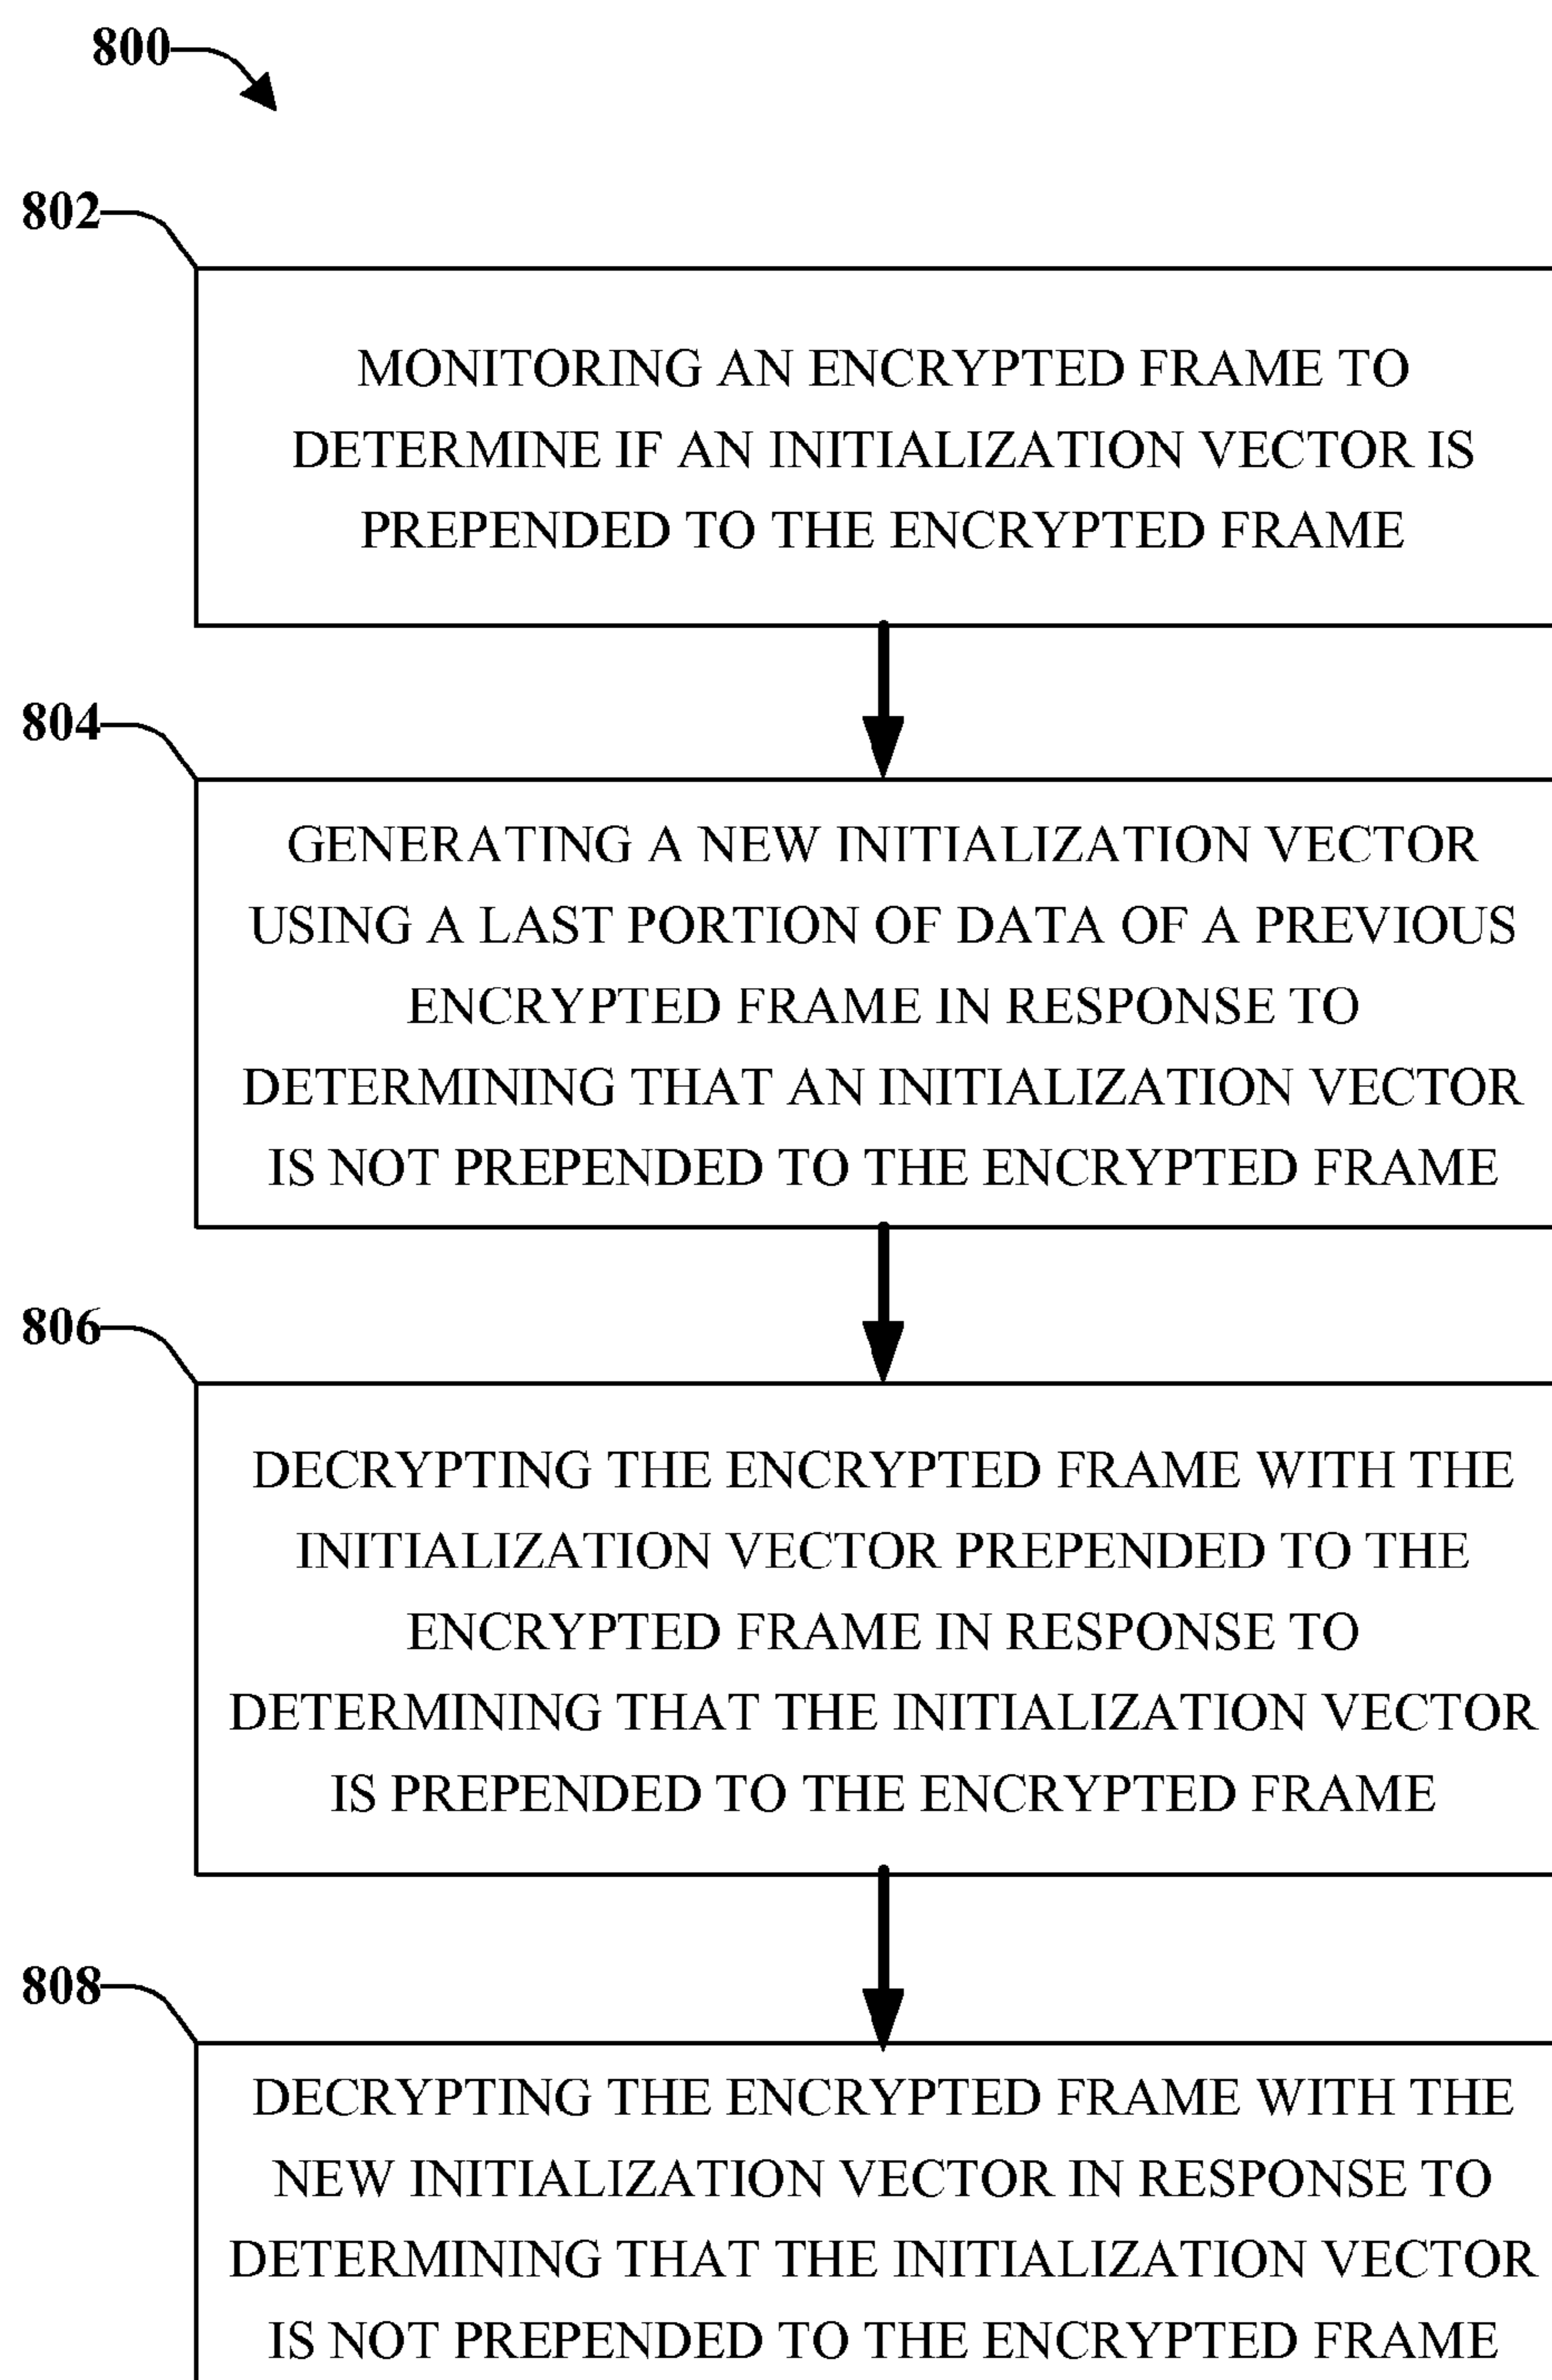 800
802
MONITORING AN ENCRYPTED FRAME TO
DETERMINE IF AN INITIALIZATION VECTOR IS
PREPENDED TO THE ENCRYPTED FRAME
804
GENERATING A NEW INITIALIZATION VECTOR
USING A LAST PORTION OF DATA OF A PREVIOUS
ENCRYPTED FRAME IN RESPONSE TO
DETERMINING THAT AN INITIALIZATION VECTOR
IS NOT PREPENDED TO THE ENCRYPTED FRAME
806
DECRYPTING THE ENCRYPTED FRAME WITH THE
INITIALIZATION VECTOR PREPENDED TO THE
ENCRYPTED FRAME IN RESPONSE TO
DETERMINING THAT THE INITIALIZATION VECTOR
IS PREPENDED TO THE ENCRYPTED FRAME
808
DECRYPTING THE ENCRYPTED FRAME WITH THE
NEW INITIALIZATION VECTOR IN RESPONSE TO
DETERMINING THAT THE INITIALIZATION VECTOR
IS NOT PREPENDED TO THE ENCRYPTED FRAME